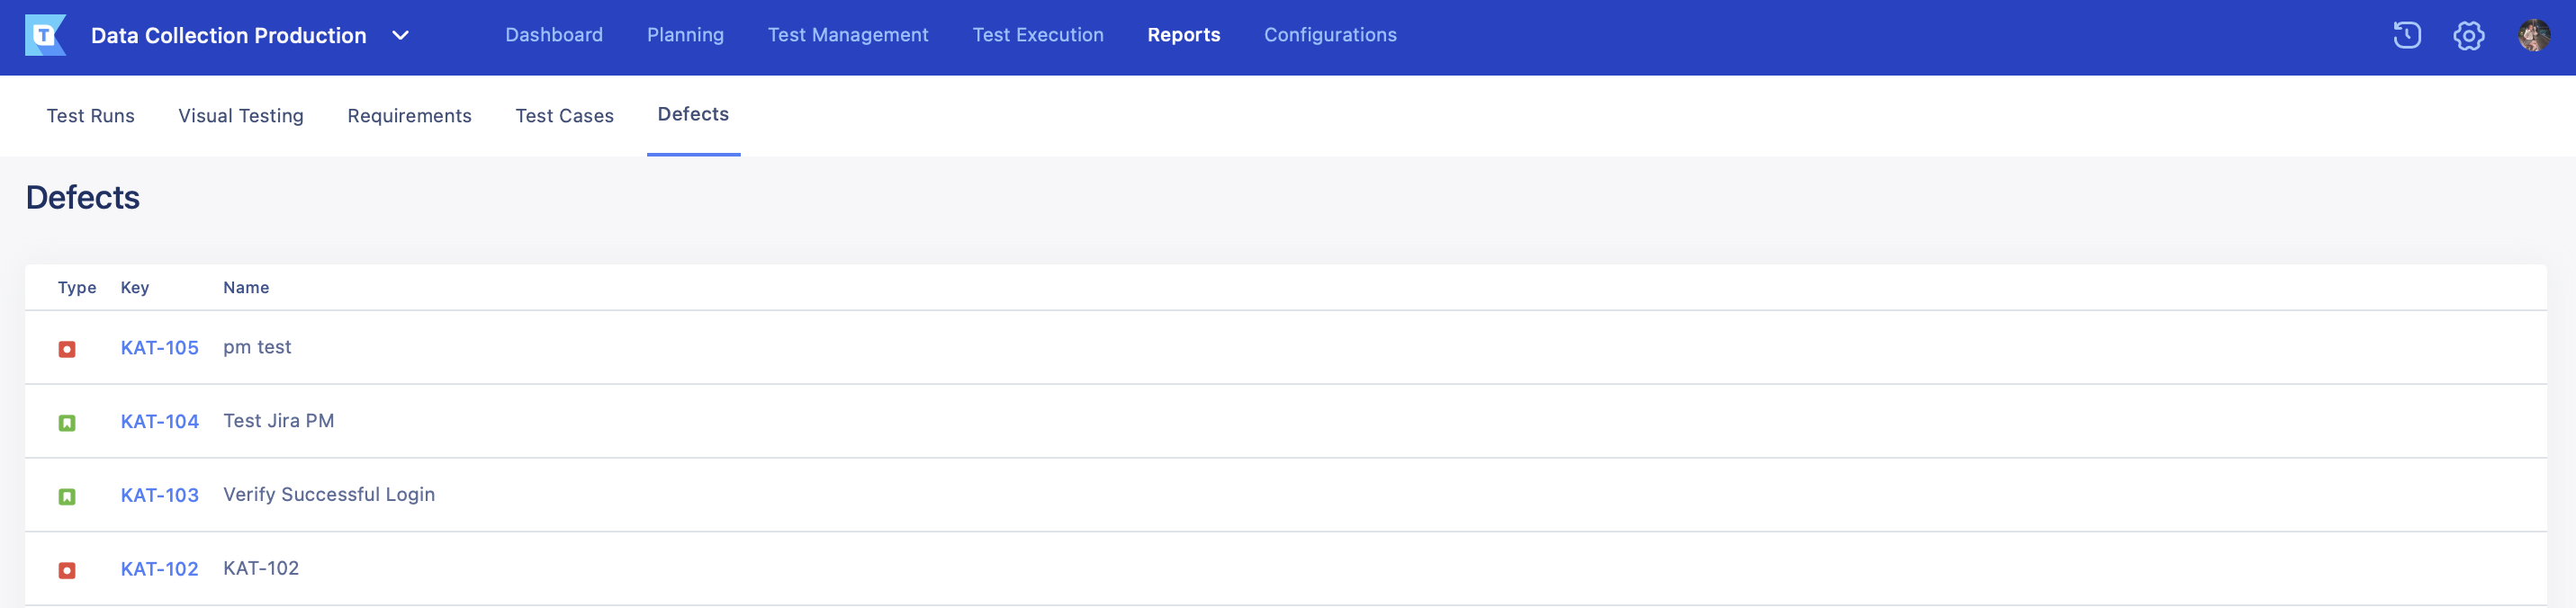 T Data Collection Production Dashboard Planning Test Management Test Execution Reports Configurations
Test Runs Visual Testing Requirements Test Cases Defects
Defects
Type Key Name
KAT-105 pm test
KAT-104 Test Jira PM
KAT-103 Verify Successful Login
KAT-102 KAT-102